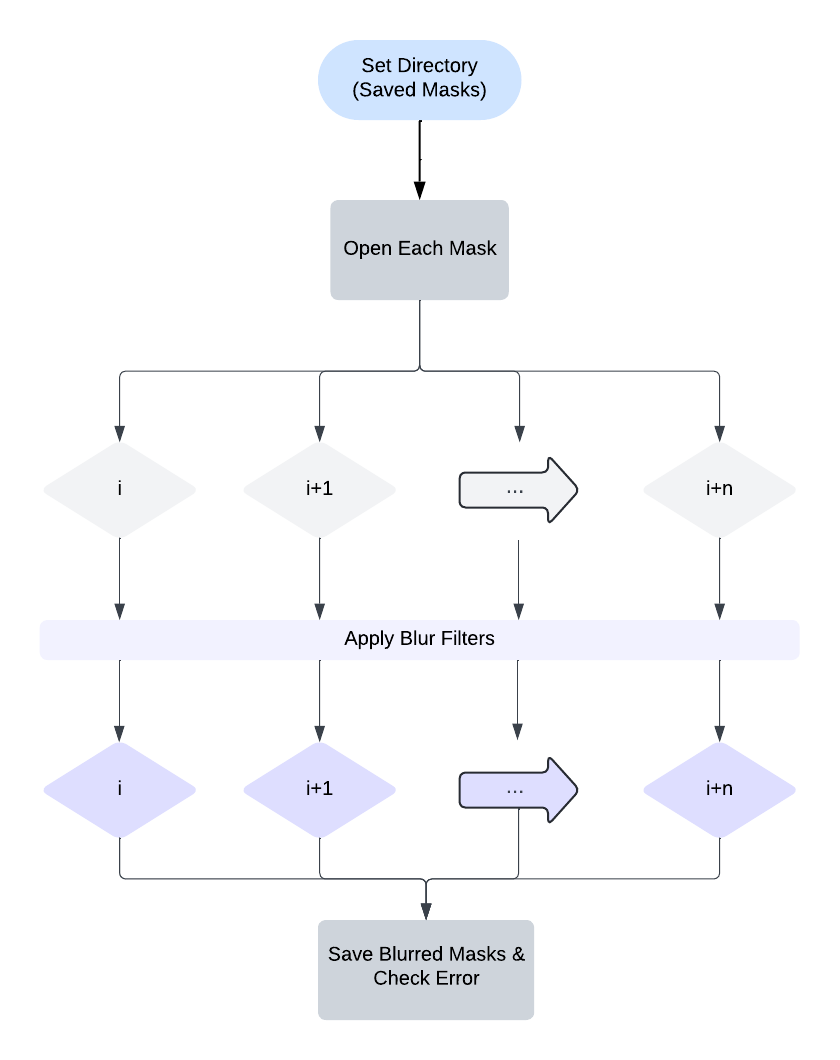 Set Directory
(Saved Masks)
Open Each Mask
i
i+1
...
i+n
Apply Blur Filters
i
i+1
...
i+n
Save Blurred Masks &
Check Error